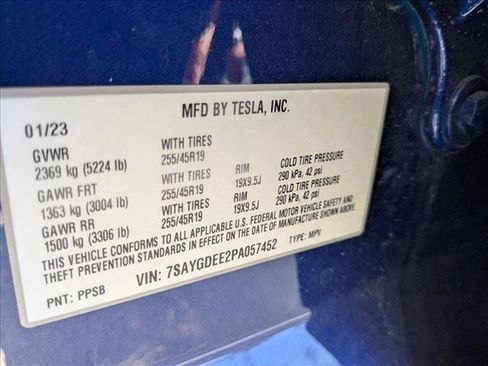 MFD BY TESLA, INC.
01/23
GVWR WITH TIRES
2369 kg (5224 lb) 255/45R19 RIM COLD TIRE PRESSURE
GAWR FRT WITH TIRES 19X9.5J 290 kPa, 42 psi
1363 kg (3004 lb) 255/45R19 RIM COLD TIRE PRESSURE
GAWR RR WITH TIRES 19X9.5J 290 kPa, 42 psi
1500 kg (3306 lb) 255/45R19
THIS VEHICLE CONFORMS TO ALL APPLICABLE U.S. FEDERAL MOTOR VEHICLE SAFETY AND
THEFT PREVENTION STANDARDS IN EFFECT ON THE DATE OF MANUFACTURE SHOWN ABOVE.
PNT: PPSB VIN: 7SAYGDEE2PA057452 TYPE: MPV